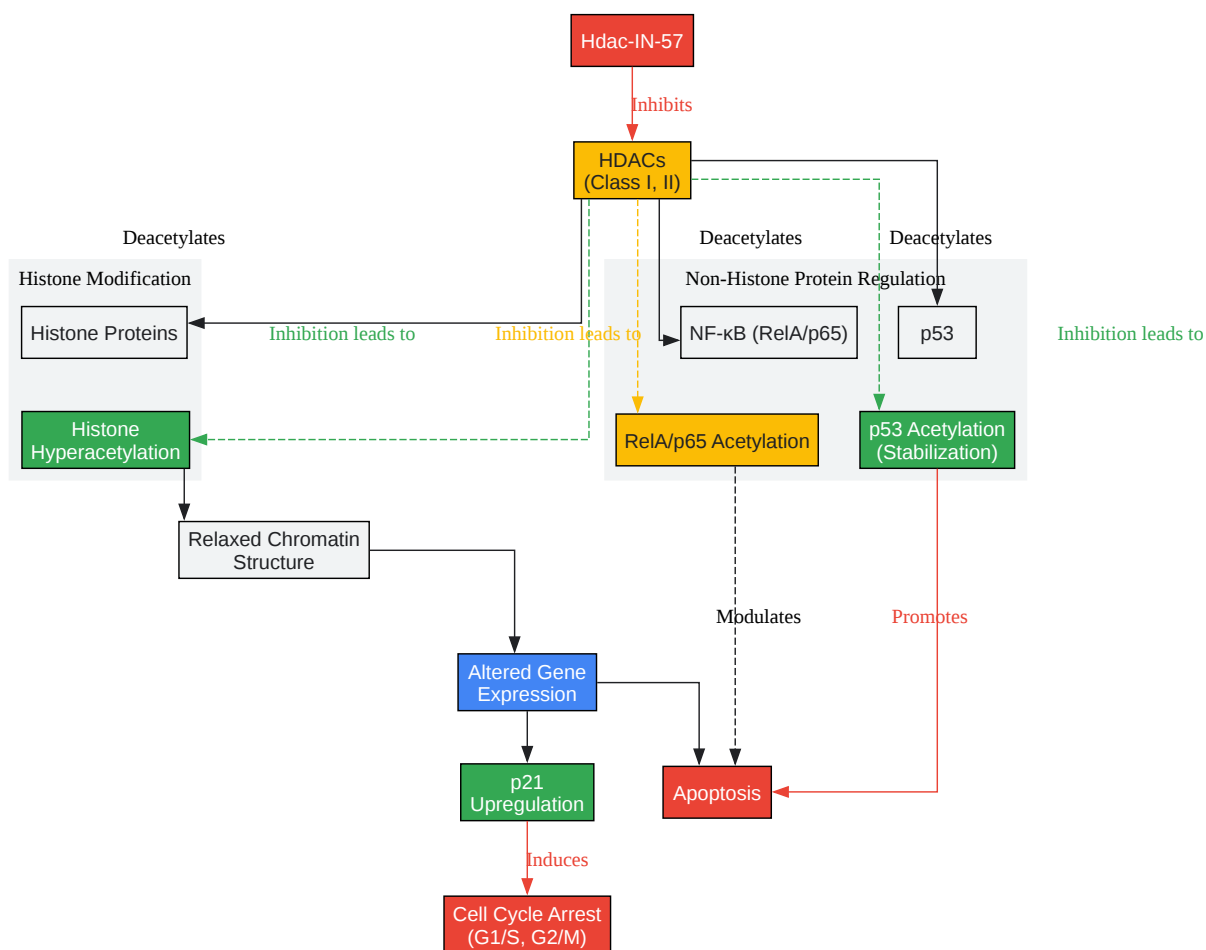 Hdac-IN-57
Inhibits
HDACs
(Class I, II)
Deacetylates
Deacetylates
Deacetylates
Histone Modification
Non-Histone Protein Regulation
Histone Proteins
Inhibition leads to
Inhibition leads to
NF-κB (RelA/p65)
p53
Inhibition leads to
Histone
Hyperacetylation
RelA/p65 Acetylation
p53 Acetylation
(Stabilization)
Relaxed Chromatin
Structure
Modulates
Promotes
Altered Gene
Expression
p21
Upregulation
Apoptosis
Induces
Cell Cycle Arrest
(G1/S, G2/M)